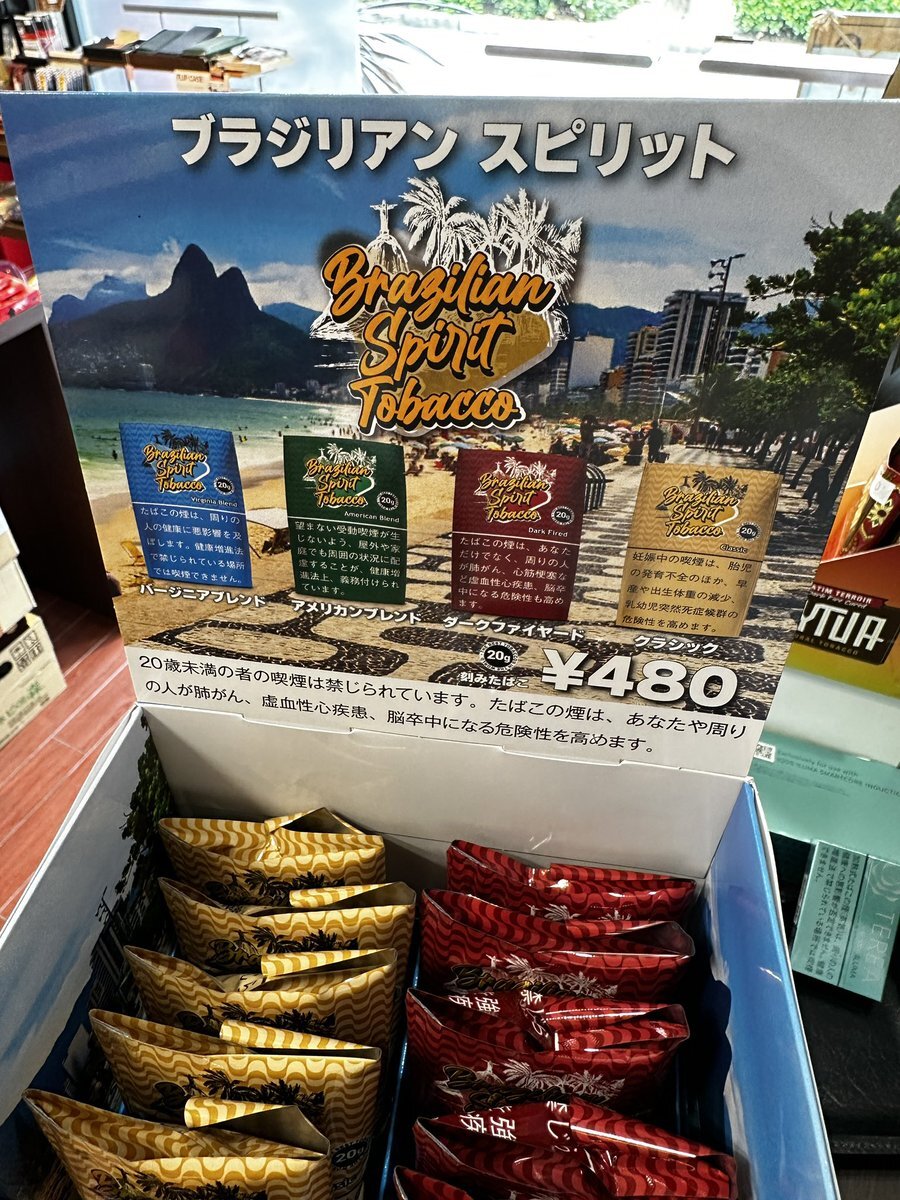 ブラジリアン スピリット
Brazilian
Spirit
Tobacco
Brazilian
Spirit
Tobacco
Virginia Blend
20g
たばこの煙は、周りの
人の健康に悪影響を及
ぼします。健康増進法
で禁じられている場所
では喫煙できません。
バージニアブレンド
Brazilian
Spirit
Tobacco
20g
American Blend
望まない受動喫煙が生
じないよう、屋外や家
庭でも周囲の状況に配
慮することが、健康増
進法上、義務付けられ
ています。
アメリカンブレンド
Brazilian
Spirit
Tobacco
20g
Dark Fired
たばこの煙は、あなた
だけでなく、周りの人
が肺がん、心筋梗塞な
ど虚血性心疾患、脳卒
中になる危険性も高め
ます。
ダークファイヤード
Brazilian
Spirit
Tobacco
20g
Classic
妊娠中の喫煙は、胎児
の発育不全のほか、早
産や出生体重の減少、
乳幼児突然死症候群の
危険性を高めます。
クラシック
20g
刻みたばこ
¥480
20歳未満の者の喫煙は禁じられています。たばこの煙は、あなたや周り
の人が肺がん、虚血性心疾患、脳卒中になる危険性を高めます。
TERROIR
YTUA
TEREA
20g